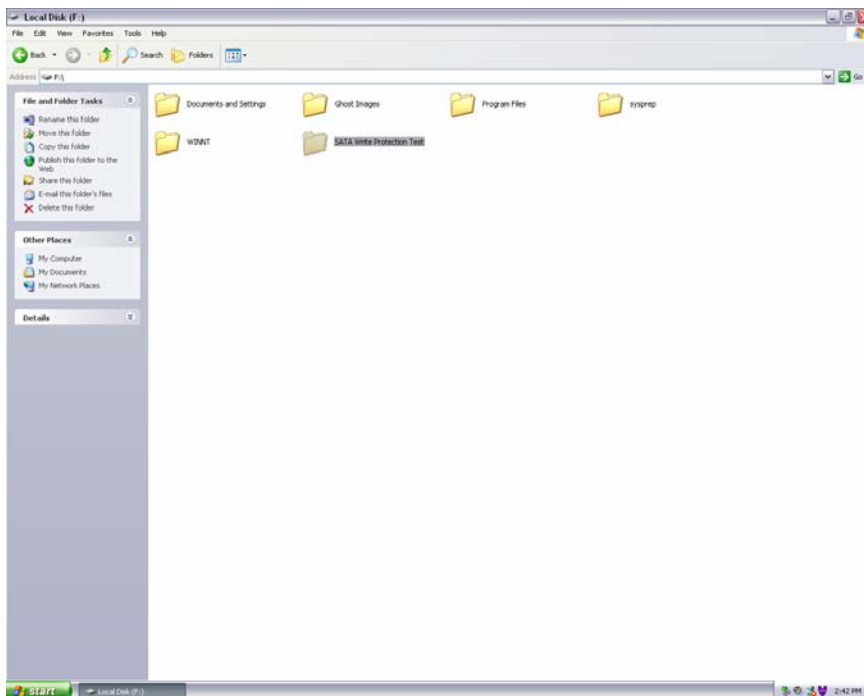 Local Disk (F:)
File Edit View Favorites Tools Help
Back Search Folders
Address F:\ Go
File and Folder Tasks
Rename this folder
Move this folder
Copy this folder
Publish this folder to the Web
Share this folder
E-mail this folder's files
Delete this folder
Other Places
My Computer
My Documents
My Network Places
Details
Documents and Settings Ghost Images Program Files sysprep
WINNT SATA Write Protection Test
start Local Disk (F:) 2:42 PM